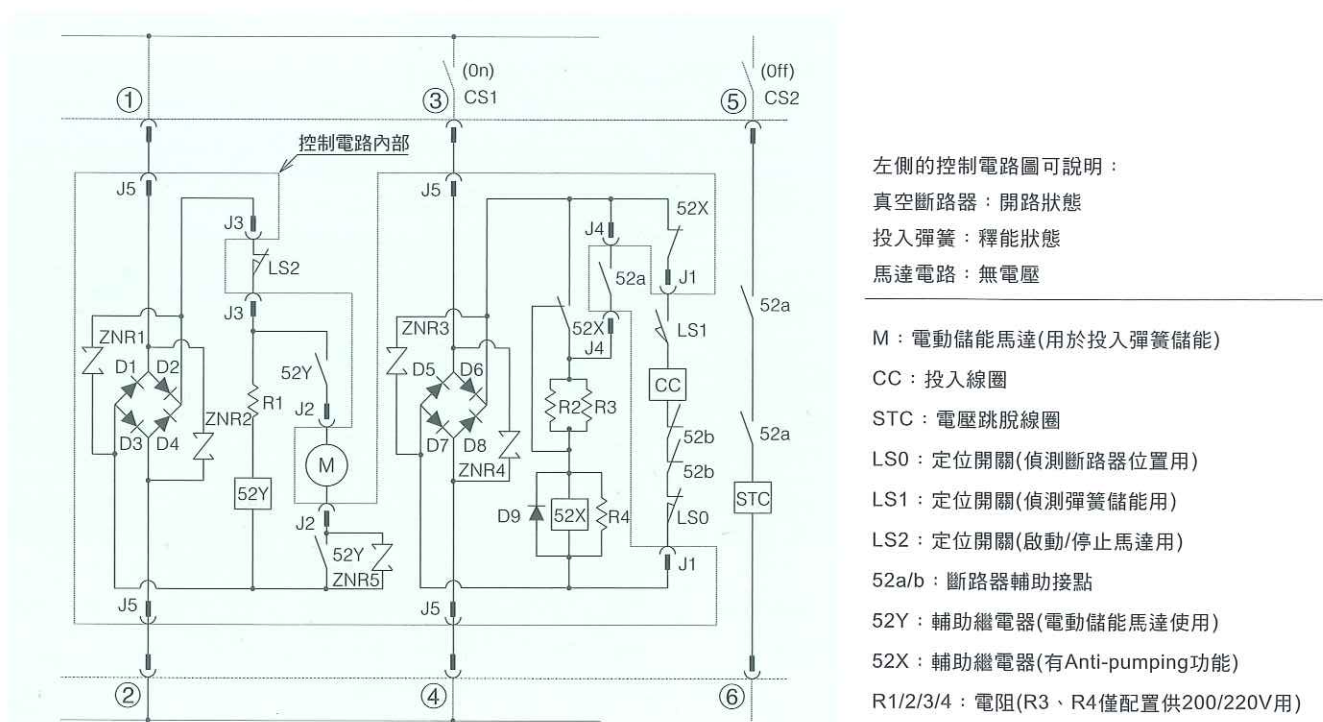 (On)
CS1
(Off)
CS2
①
③
⑤
控制電路內部
J5
J5
J3
LS2
J3
52X
J4
52a
J1
52a
ZNR1
D1
D2
ZNR2
D3
D4
R1
52Y
52Y
J2
M
J2
52Y
ZNR5
ZNR3
D5
D6
D7
D8
ZNR4
52X
J4
LS1
CC
R2
R3
52b
52b
52a
D9
52X
R4
LS0
STC
J1
J5
J5
②
④
⑥
左側的控制電路圖可說明：
真空斷路器：開路狀態
投入彈簧：釋能狀態
馬達電路：無電壓
M：電動儲能馬達(用於投入彈簧儲能)
CC：投入線圈
STC：電壓跳脫線圈
LS0：定位開關(偵測斷路器位置用)
LS1：定位開關(偵測彈簧儲能用)
LS2：定位開關(啟動/停止馬達用)
52a/b：斷路器輔助接點
52Y：輔助繼電器(電動儲能馬達使用)
52X：輔助繼電器(有Anti-pumping功能)
R1/2/3/4：電阻(R3、R4僅配置供200/220V用)